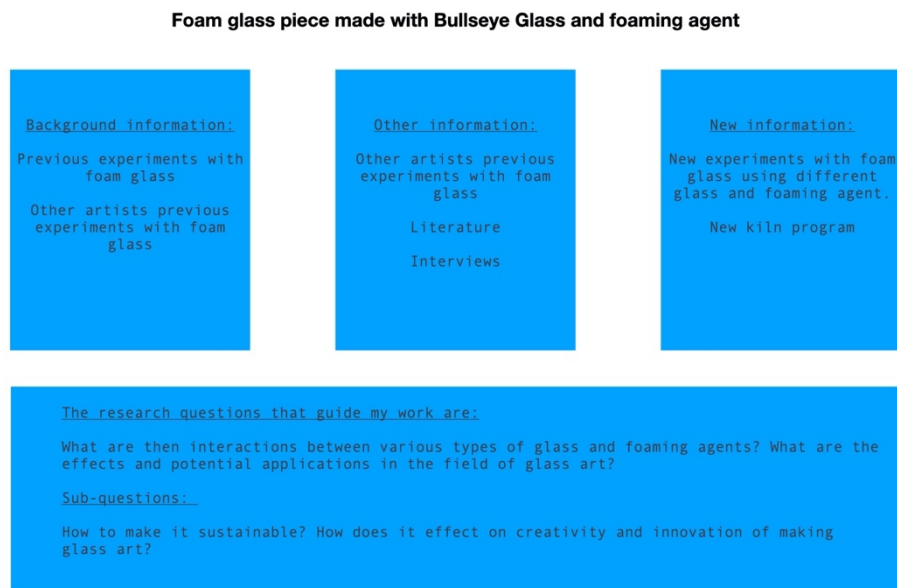 Foam glass piece made with Bullseye Glass and foaming agent
Background information:
Previous experiments with
foam glass
Other artists previous
experiments with foam
glass
Other information:
Other artists previous
experiments with foam
glass
Literature
Interviews
New information:
New experiments with foam
glass using different
glass and foaming agent.
New kiln program
The research questions that guide my work are:
What are then interactions between various types of glass and foaming agents? What are the
effects and potential applications in the field of glass art?
Sub-questions:
How to make it sustainable? How does it effect on creativity and innovation of making
glass art?